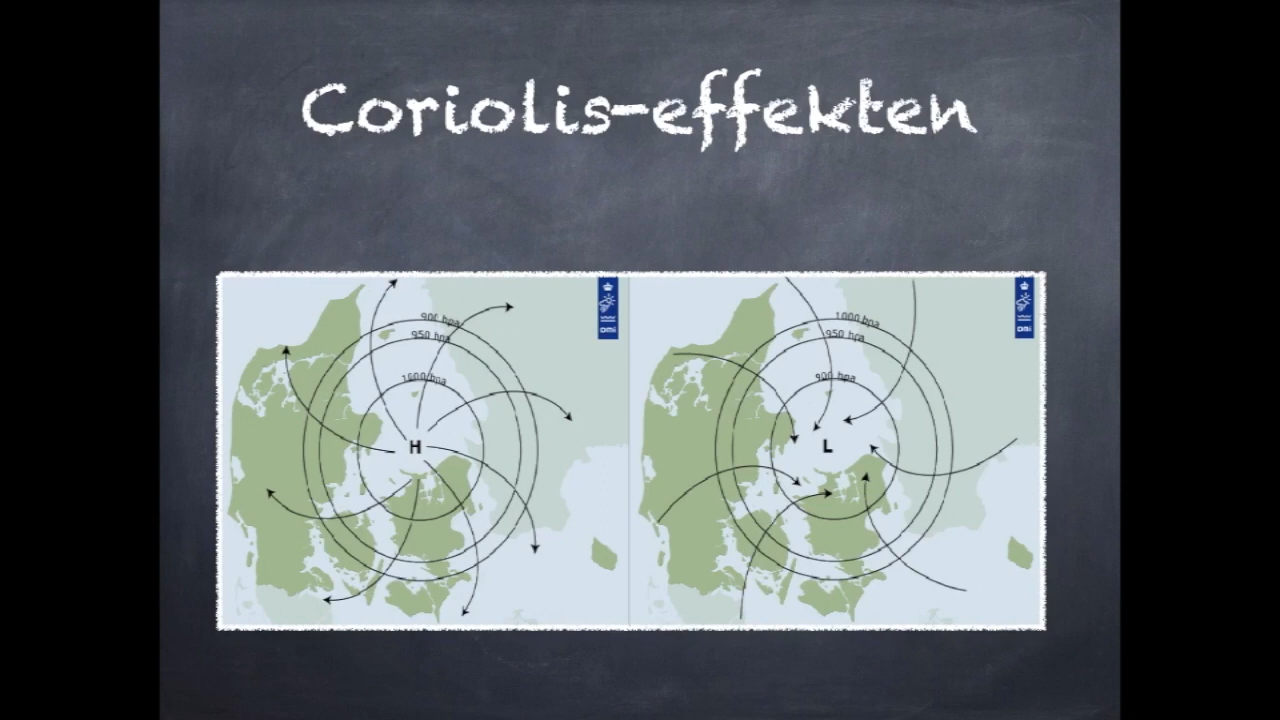 Coriolis-effekten
900 hpa
950 hpa
1000 hpa
H
DMI
1000 hpa
950 hpa
900 hpa
L
DMI